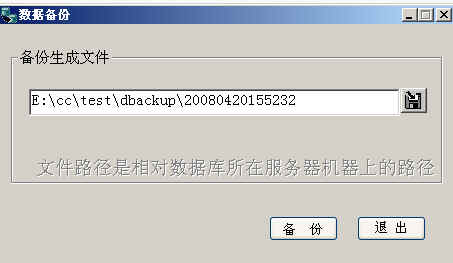 数据备份
备份生成文件
E:\cc\test\dbackup\20080420155232
文件路径是相对数据库所在服务器机器上的路径
备 份
退 出